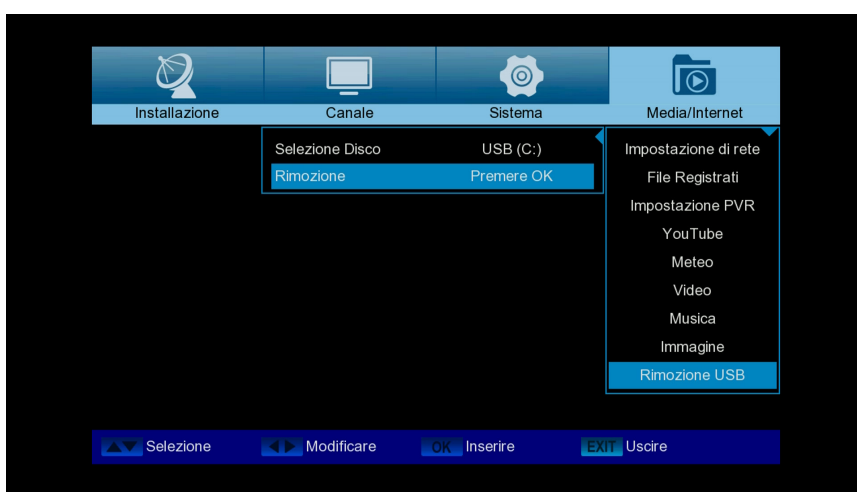 Installazione Canale Sistema Media/Internet
Selezione Disco USB (C:)
Rimozione Premere OK
Impostazione di rete
File Registrati
Impostazione PVR
YouTube
Meteo
Video
Musica
Immagine
Rimozione USB
Selezione Modificare OK Inserire EXIT Uscire